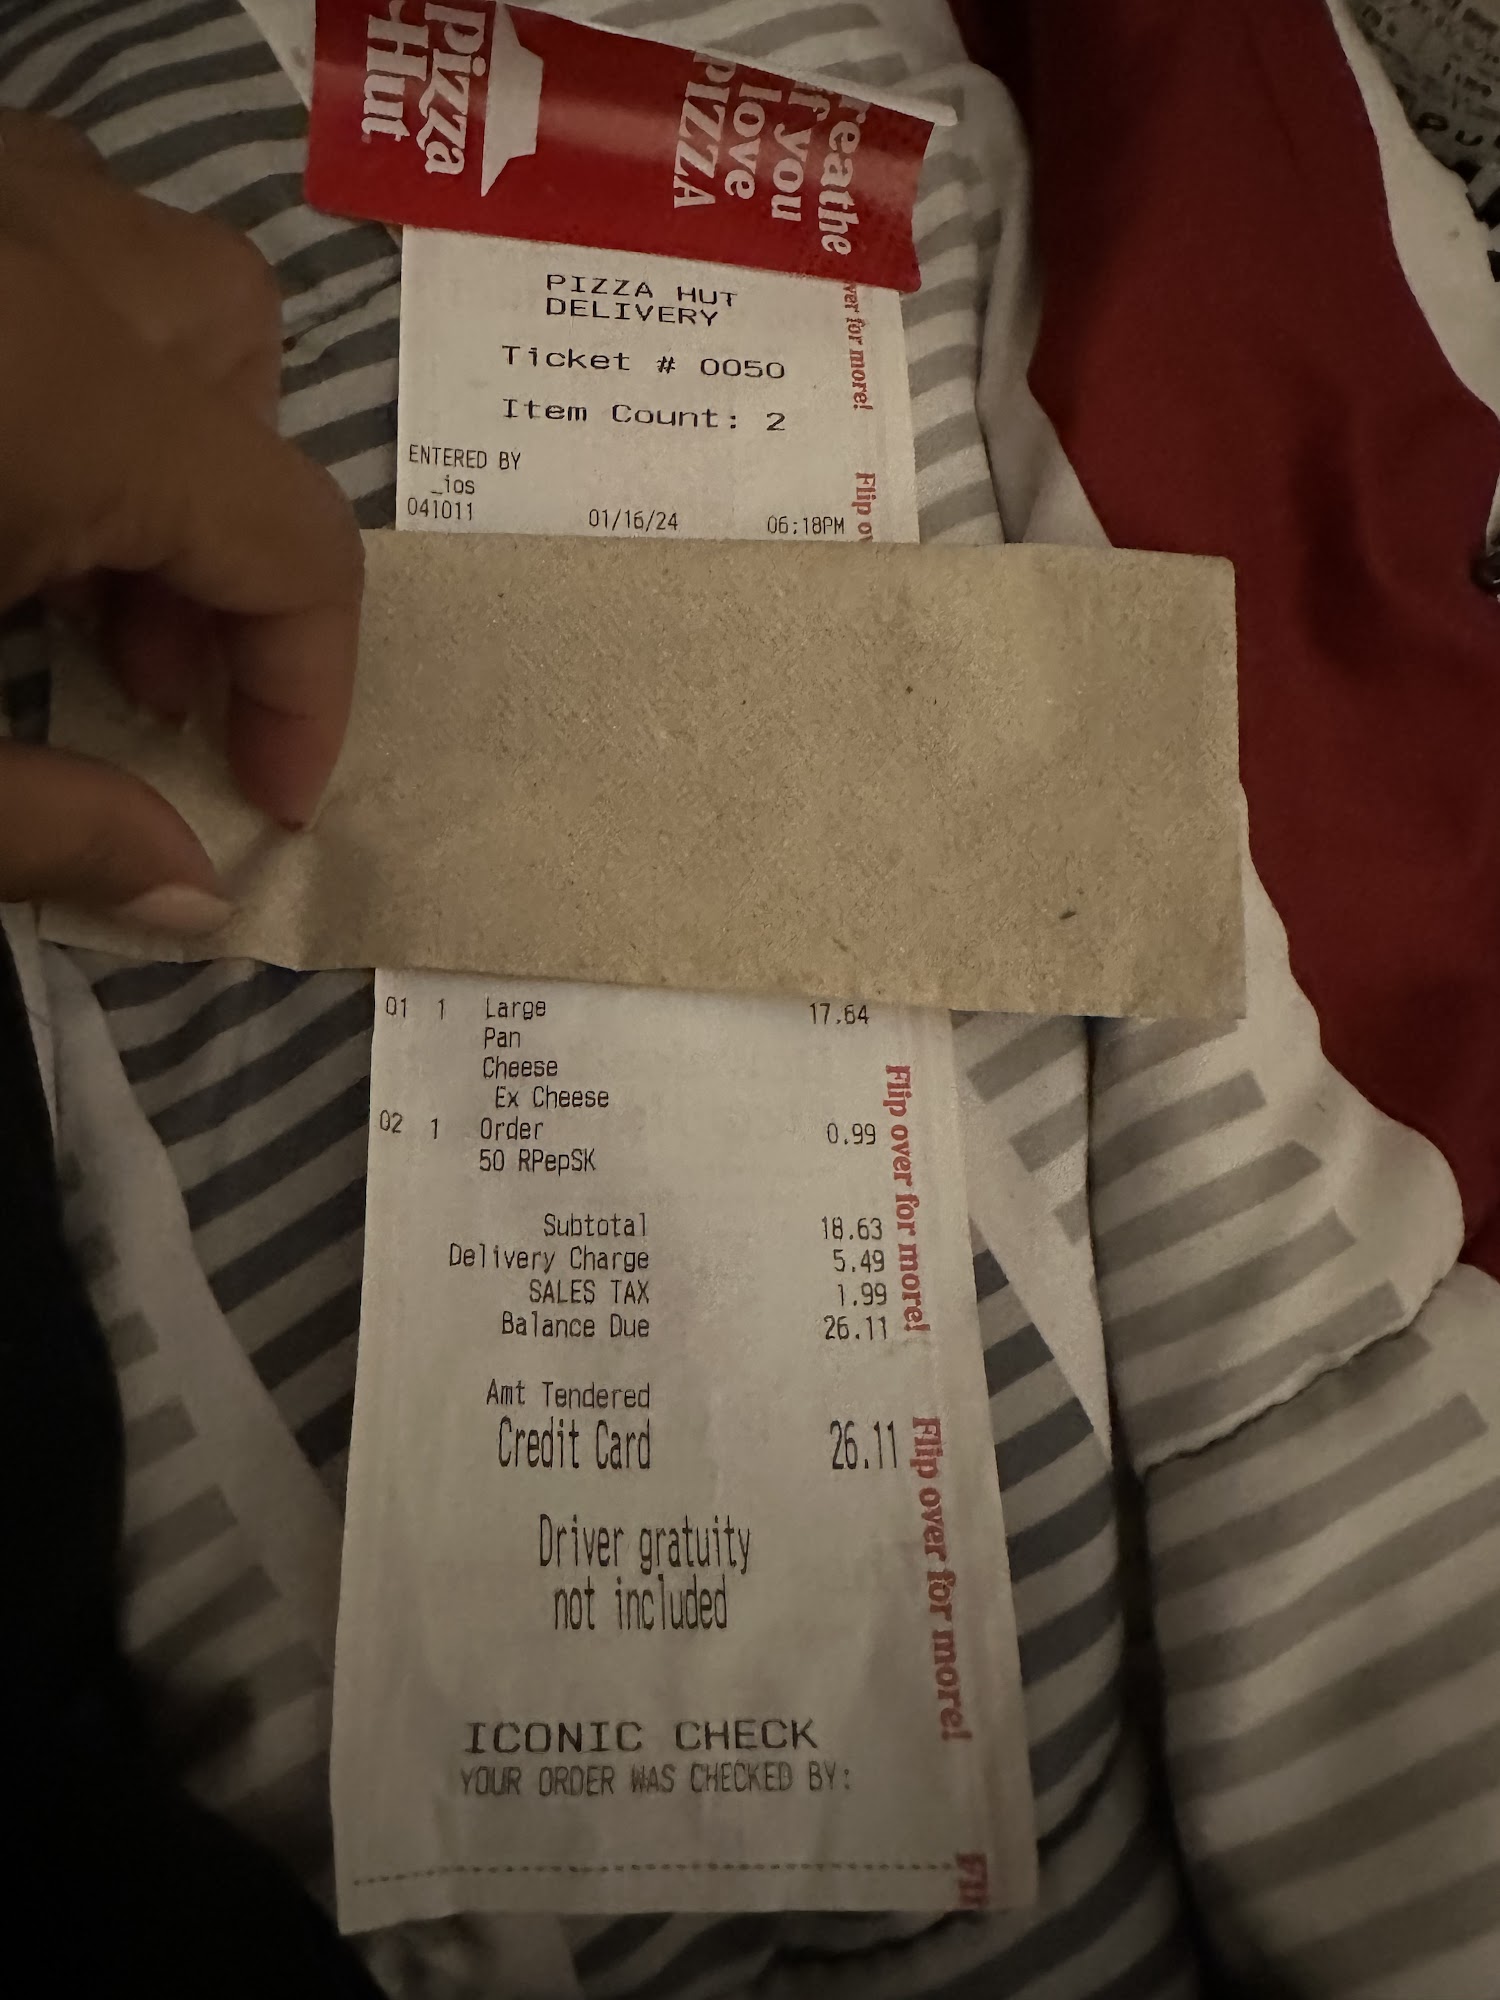 Pizza
Hut
Breathe
if you
love
PIZZA
PIZZA HUT
DELIVERY
Ticket # 0050
Item Count: 2
ENTERED BY
_ios
041011 01/16/24 06:18PM
01 1 Large 17.64
Pan
Cheese
Ex Cheese
02 1 Order 0.99
50 RPepSK
Subtotal 18.63
Delivery Charge 5.49
SALES TAX 1.99
Balance Due 26.11
Amt Tendered
Credit Card 26.11
Driver gratuity
not included
ICONIC CHECK
YOUR ORDER WAS CHECKED BY:
ver for more!
Flip ov
Flip over for more!
Flip over for more!
Flip